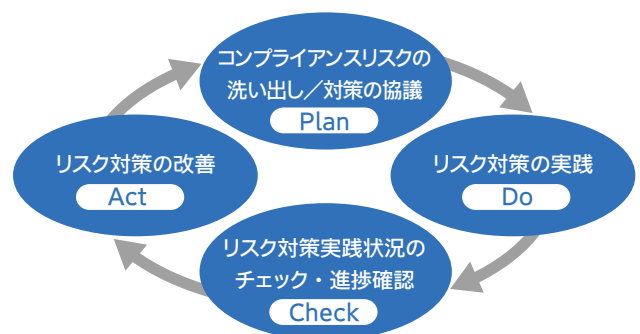 コンプライアンスリスクの
洗い出し／対策の協議
Plan
リスク対策の実践
Do
リスク対策実践状況の
チェック・進捗確認
Check
リスク対策の改善
Act